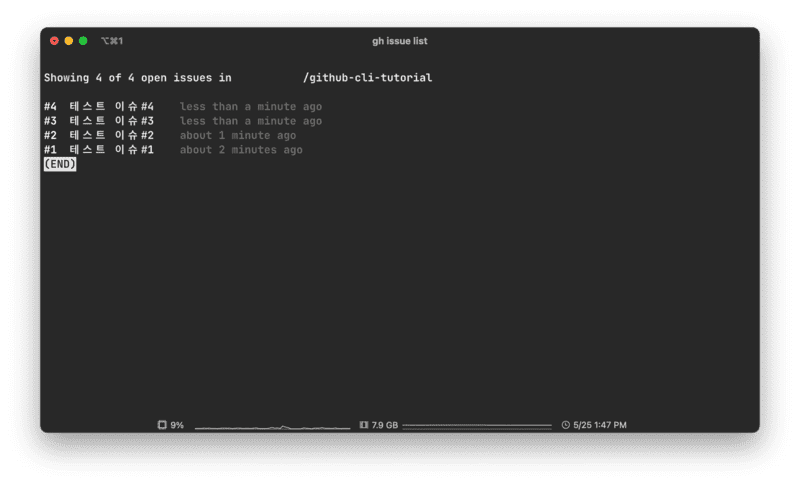 ⌥⌘1
gh issue list
Showing 4 of 4 open issues in /github-cli-tutorial
#4 테스트 이슈 #4 less than a minute ago
#3 테스트 이슈 #3 less than a minute ago
#2 테스트 이슈 #2 about 1 minute ago
#1 테스트 이슈 #1 about 2 minutes ago
(END)
9% 7.9 GB 5/25 1:47 PM